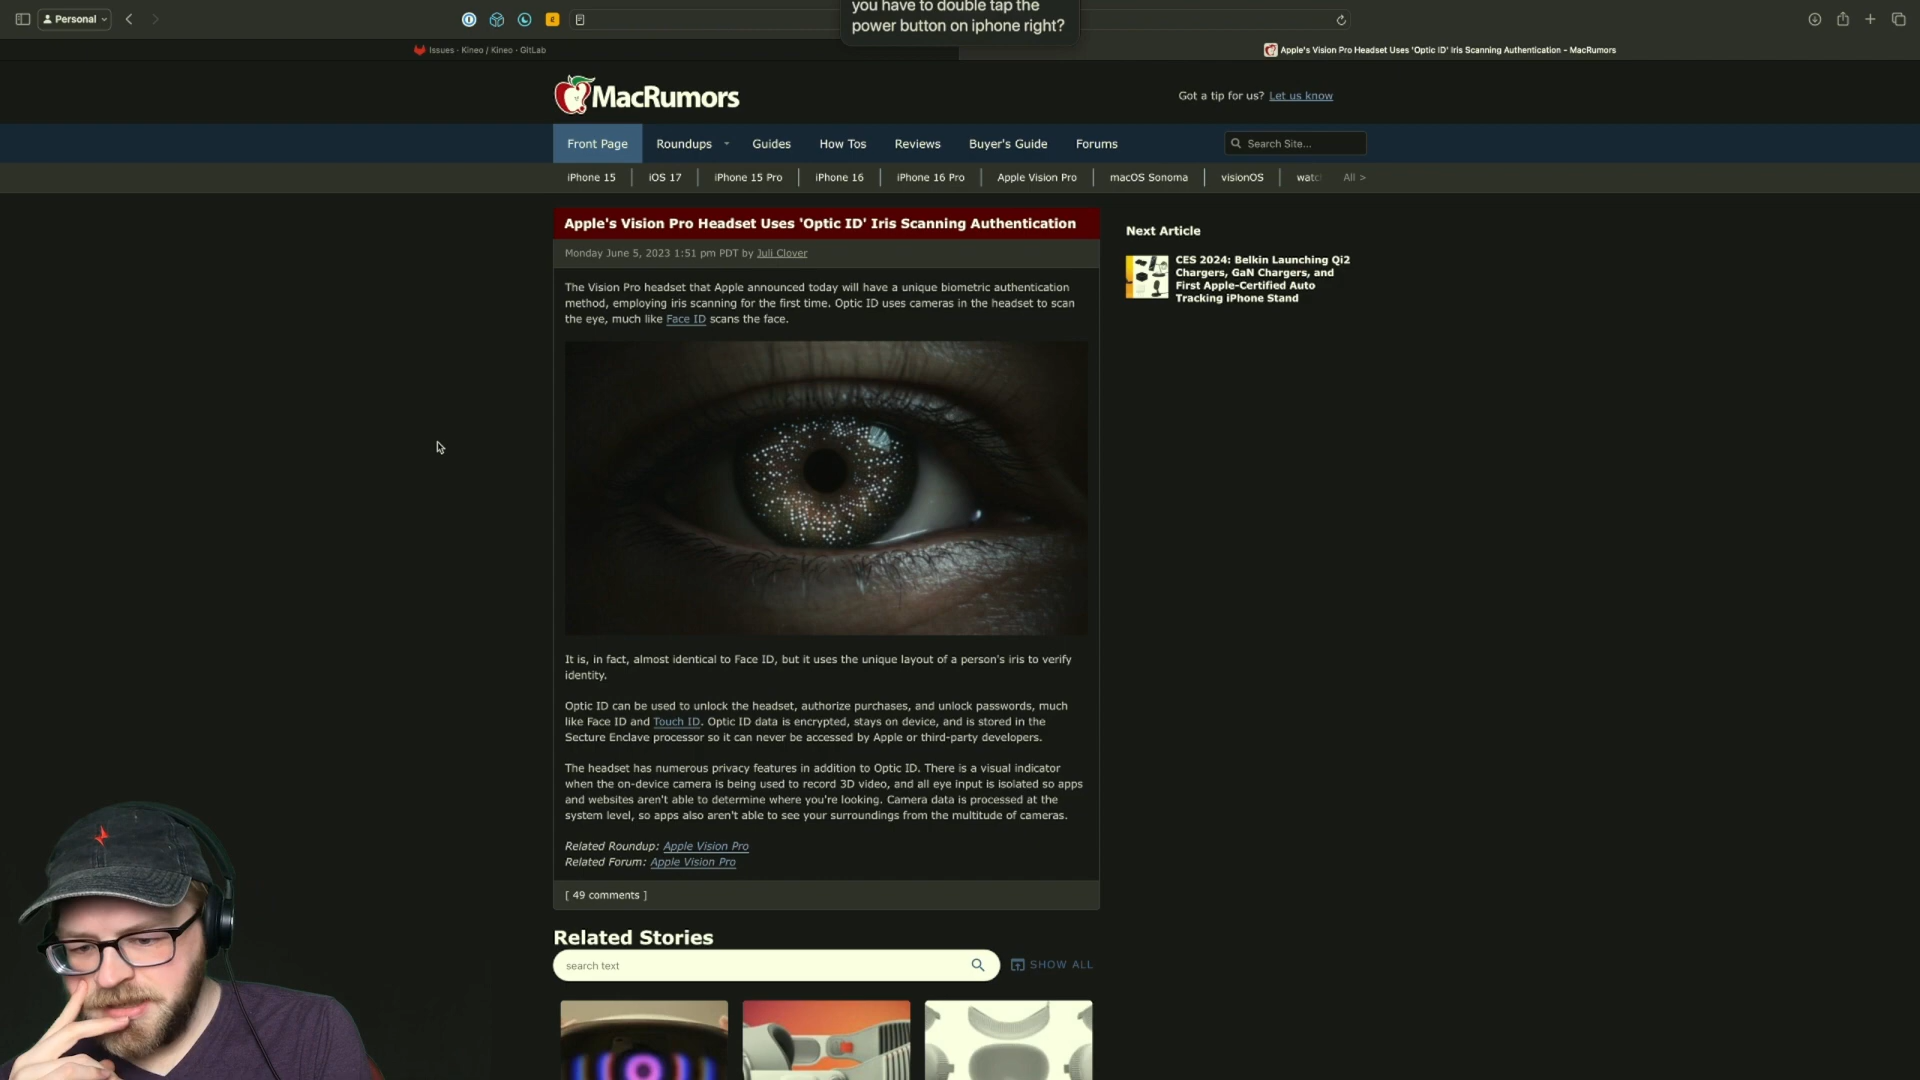 you have to double tap the
power button on iphone right?
Personal
Issues · Kineo / Kineo · GitLab
Apple's Vision Pro Headset Uses 'Optic ID' Iris Scanning Authentication - MacRumors
MacRumors
Got a tip for us? Let us know
Front Page
Roundups
Guides
How Tos
Reviews
Buyer's Guide
Forums
Search Site...
iPhone 15
iOS 17
iPhone 15 Pro
iPhone 16
iPhone 16 Pro
Apple Vision Pro
macOS Sonoma
visionOS
All >
Apple's Vision Pro Headset Uses 'Optic ID' Iris Scanning Authentication
Monday June 5, 2023 1:51 pm PDT by Juli Clover
The Vision Pro headset that Apple announced today will have a unique biometric authentication
method, employing iris scanning for the first time. Optic ID uses cameras in the headset to scan
the eye, much like Face ID scans the face.
It is, in fact, almost identical to Face ID, but it uses the unique layout of a person's iris to verify
identity.
Optic ID can be used to unlock the headset, authorize purchases, and unlock passwords, much
like Face ID and Touch ID. Optic ID data is encrypted, stays on device, and is stored in the
Secture Enclave processor so it can never be accessed by Apple or third-party developers.
The headset has numerous privacy features in addition to Optic ID. There is a visual indicator
when the on-device camera is being used to record 3D video, and all eye input is isolated so apps
and websites aren't able to determine where you're looking. Camera data is processed at the
system level, so apps also aren't able to see your surroundings from the multitude of cameras.
Related Roundup: Apple Vision Pro
Related Forum: Apple Vision Pro
[ 49 comments ]
Next Article
CES 2024: Belkin Launching Qi2
Chargers, GaN Chargers, and
First Apple-Certified Auto
Tracking iPhone Stand
Related Stories
search text
SHOW ALL